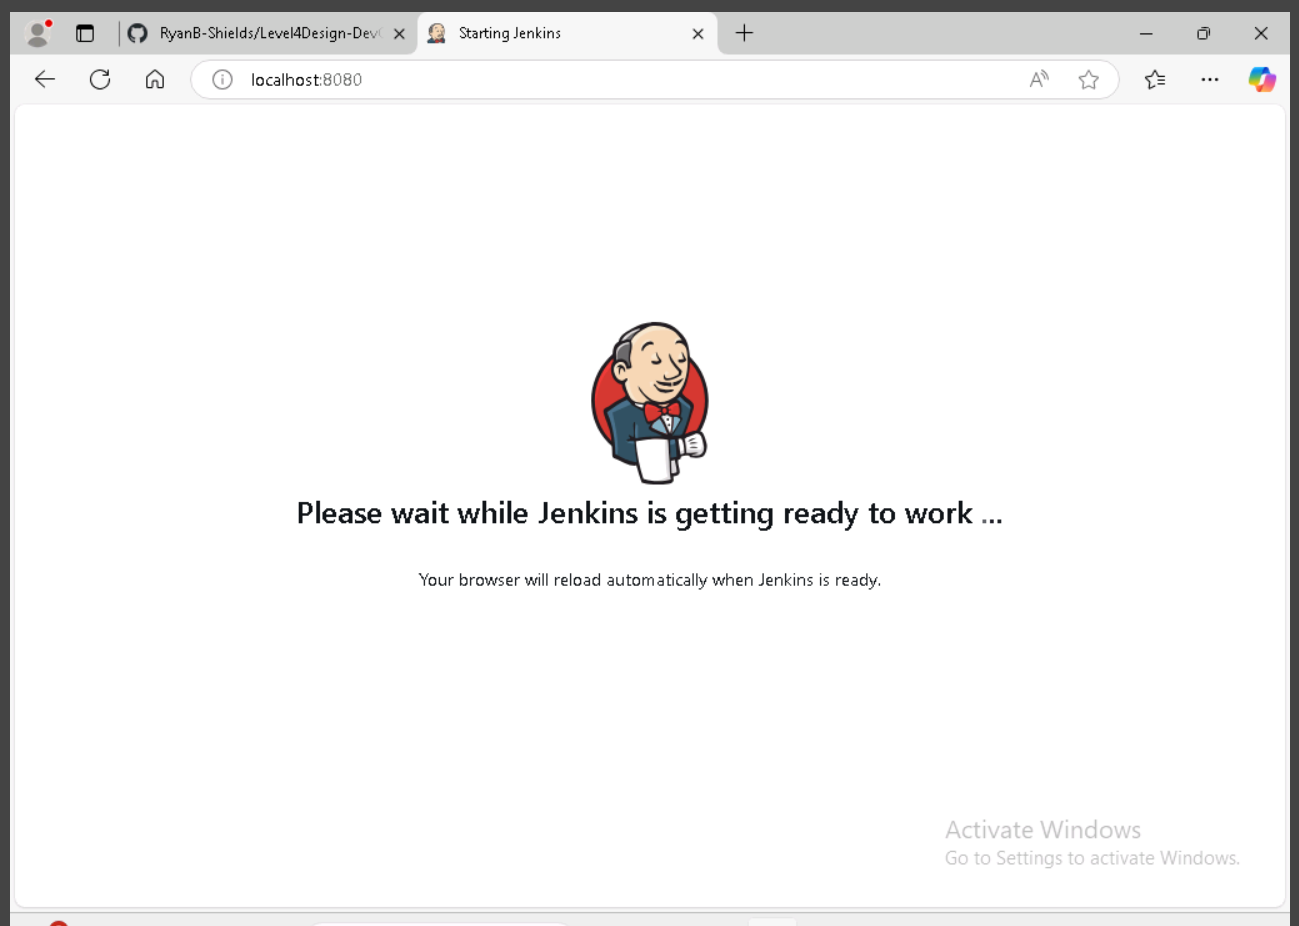 RyanB-Shields/Level4Design-Dev
Starting Jenkins
localhost:8080
Please wait while Jenkins is getting ready to work ...
Your browser will reload automatically when Jenkins is ready.
Activate Windows
Go to Settings to activate Windows.